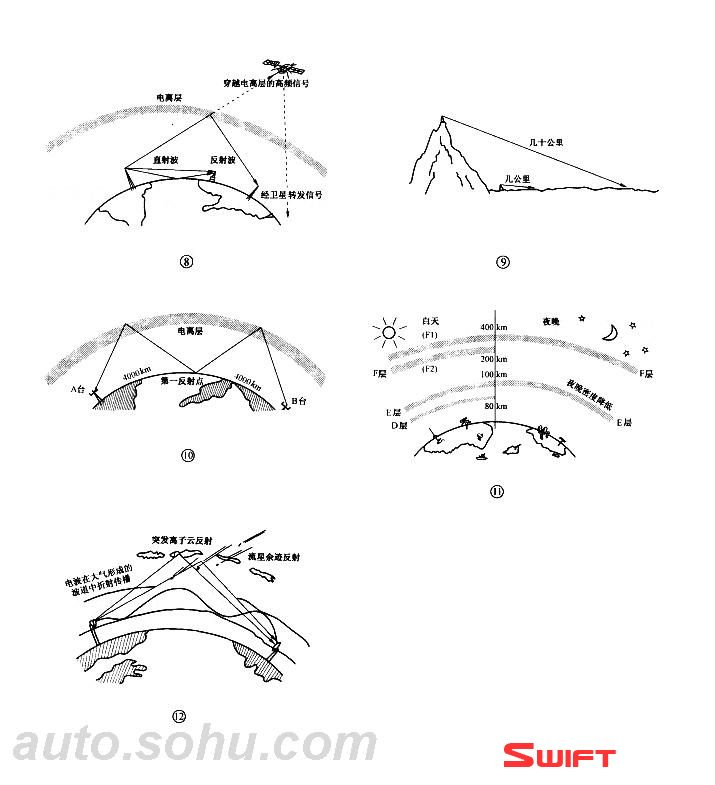 穿越电离层的高频信号
电离层
直射波
反射波
经卫星转发信号
⑧
几十公里
几公里
⑨
电离层
4000km
第一反射点
4000km
A台
B台
⑩
白天
(F1)
400 km
夜晚
200 km
(F2)
100 km
F层
F层
夜晚密度降低
80 km
E层
D层
E层
⑪
突发离子云反射
流星余迹反射
电波在大气形成的
波道中折射传播
⑫
auto.sohu.com
SWIFT